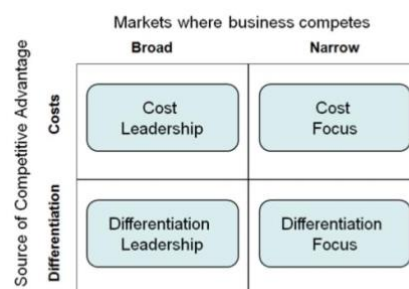 Markets where business competes
Broad
Narrow
Source of Competitive Advantage
Costs
Cost
Leadership
Cost
Focus
Differentiation
Differentiation
Leadership
Differentiation
Focus